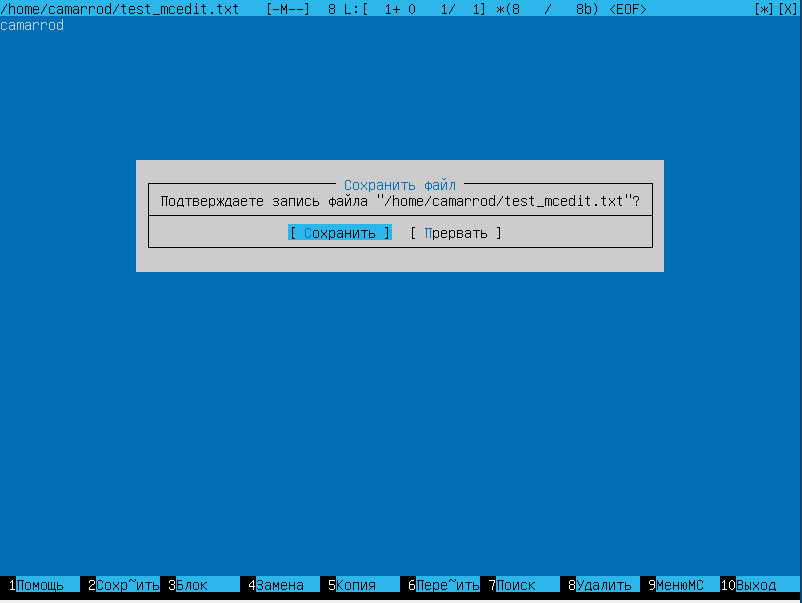 /home/camarrod/test_mcedit.txt [-M--] 8 L:[ 1+ 0 1/ 1] *(8 / 8b) <EOF> [*][X]
camarrod
Сохранить файл
Подтверждаете запись файла "/home/camarrod/test_mcedit.txt"?
[ Сохранить ] [ Прервать ]
1Помощь 2Сохр~ить 3Блок 4Замена 5Копия 6Пере~ить 7Поиск 8Удалить 9МенюMC 10Выход